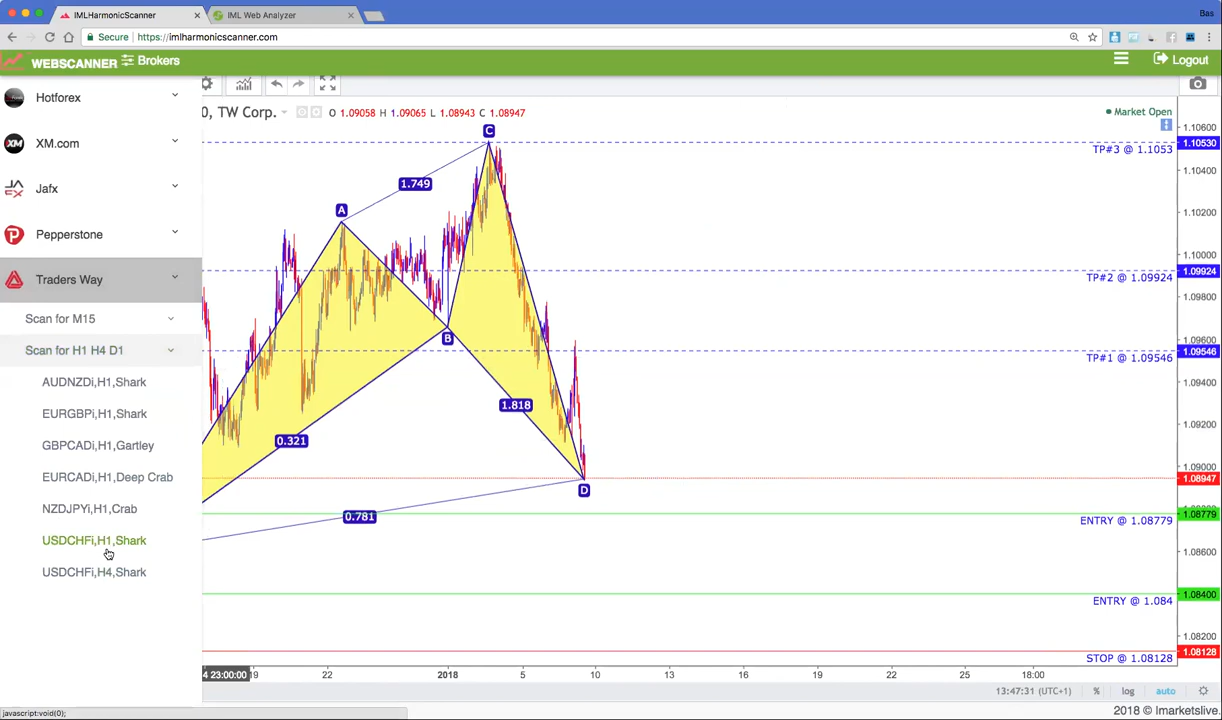 IMLHarmonicScanner
IML Web Analyzer
Bas
Secure https://imlharmonicscanner.com
WEBSCANNER Brokers
Logout
Hotforex
XM XM.com
JAFX Jafx
Pepperstone
Traders Way
Scan for M15
Scan for H1 H4 D1
AUDNZDi,H1,Shark
EURGBPi,H1,Shark
GBPCADi,H1,Gartley
EURCADi,H1,Deep Crab
NZDJPYi,H1,Crab
USDCHFi,H1,Shark
USDCHFi,H4,Shark
javascript:void(0);
0, TW Corp. O 1.09058 H 1.09065 L 1.08943 C 1.08947
Market Open
A
B
C
D
1.749
0.321
1.818
0.781
TP#3 @ 1.1053
TP#2 @ 1.09924
TP#1 @ 1.09546
ENTRY @ 1.08779
ENTRY @ 1.084
STOP @ 1.08128
1.10600
1.10530
1.10400
1.10200
1.10000
1.09924
1.09800
1.09600
1.09546
1.09400
1.09200
1.09000
1.08947
1.08779
1.08600
1.08400
1.08200
1.08128
4 23:00:00 9 22 2018 5 10 13:00 16 19 22 25 18:00
13:47:31 (UTC+1) % log auto
2018 © Imarketslive.